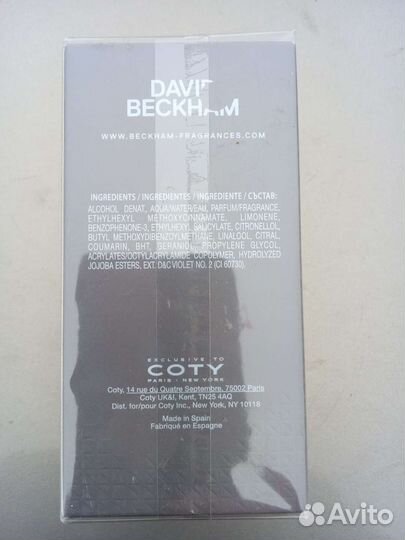 DAVID
BECKHAM
WWW.BECKHAM-FRAGRANCES.COM
INGREDIENTS / INGREDIENTES / INGREDIENTE / СЪСТАВ:
ALCOHOL DENAT., AQUA/WATER/EAU, PARFUM/FRAGRANCE,
ETHYLHEXYL METHOXYCINNAMATE, LIMONENE,
BENZOPHENONE-3, ETHYLHEXYL SALICYLATE, CITRONELLOL,
BUTYL METHOXYDIBENZOYLMETHANE, LINALOOL, CITRAL,
COUMARIN, BHT, GERANIOL, PROPYLENE GLYCOL,
ACRYLATES/OCTYLACRYLAMIDE COPOLYMER, HYDROLYZED
JOJOBA ESTERS, EXT. D&C VIOLET NO. 2 (CI 60730).
EXCLUSIVE TO
COTY
PARIS - NEW YORK
Coty, 14 rue du Quatre Septembre, 75002 Paris
Coty UK&I, Kent, TN25 4AQ
Dist. for/pour Coty Inc., New York, NY 10118
Made in Spain
Fabriqué en Espagne
Avito